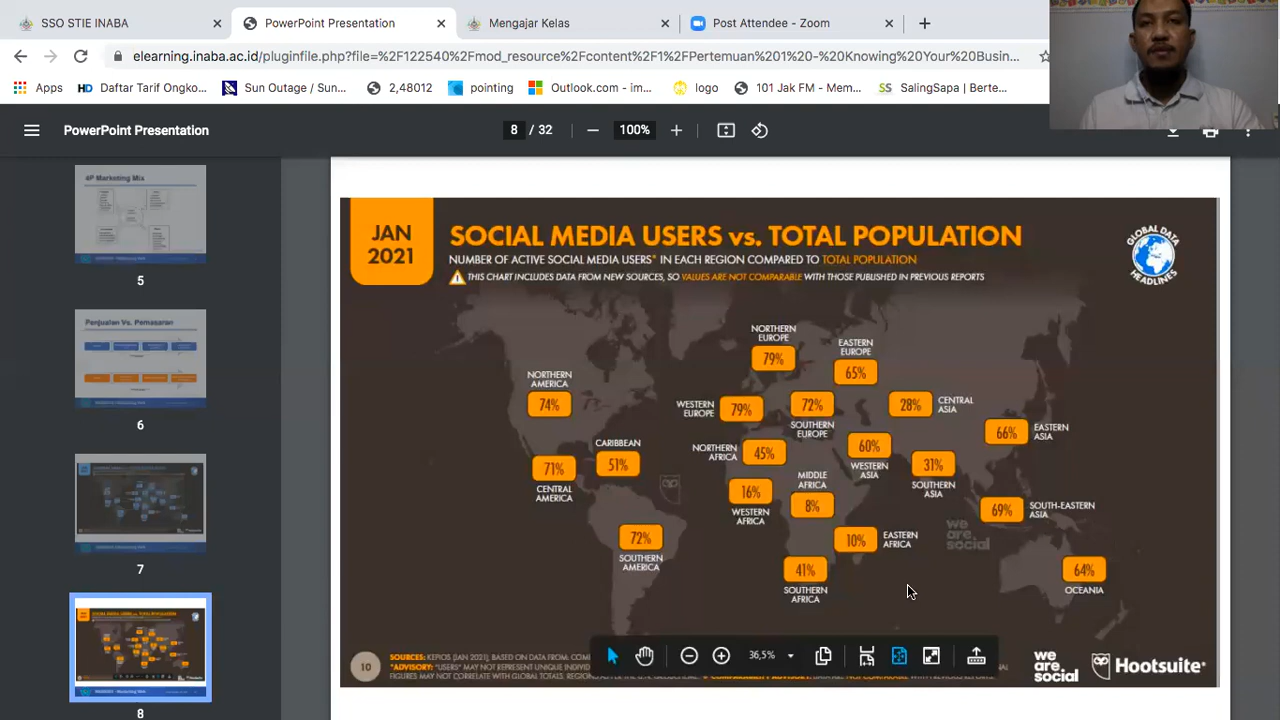 SSO STIE INABA
PowerPoint Presentation
Mengajar Kelas
Post Attendee - Zoom
elearning.inaba.ac.id/pluginfile.php?file=%2F122540%2Fmod_resource%2Fcontent%2F1%2FPertemuan%201%20-%20Knowing%20Your%20Busin...
Apps
Daftar Tarif Ongko...
Sun Outage / Sun...
2,48012
pointing
Outlook.com - im...
logo
101 Jak FM - Mem...
SalingSapa | Berte...
PowerPoint Presentation
8 / 32
100%
4P Marketing Mix
5
Penjualan Vs. Pemasaran
6
7
8
JAN
2021
SOCIAL MEDIA USERS vs. TOTAL POPULATION
NUMBER OF ACTIVE SOCIAL MEDIA USERS* IN EACH REGION COMPARED TO TOTAL POPULATION
THIS CHART INCLUDES DATA FROM NEW SOURCES, SO VALUES ARE NOT COMPARABLE WITH THOSE PUBLISHED IN PREVIOUS REPORTS
GLOBAL DATA
HEADLINES
NORTHERN
EUROPE
79%
EASTERN
EUROPE
65%
NORTHERN
AMERICA
74%
WESTERN
EUROPE
79%
72%
SOUTHERN
EUROPE
28%
CENTRAL
ASIA
66%
EASTERN
ASIA
CARIBBEAN
51%
NORTHERN
AFRICA
45%
60%
WESTERN
ASIA
31%
SOUTHERN
ASIA
71%
CENTRAL
AMERICA
16%
WESTERN
AFRICA
MIDDLE
AFRICA
8%
69%
SOUTH-EASTERN
ASIA
72%
SOUTHERN
AMERICA
10%
EASTERN
AFRICA
we
are
social
41%
SOUTHERN
AFRICA
64%
OCEANIA
10
SOURCES: KEPIOS (JAN 2021), BASED ON DATA FROM: COM
*ADVISORY: "USERS" MAY NOT REPRESENT UNIQUE INDIVID
FIGURES MAY NOT CORRELATE WITH GLOBAL TOTALS.
36,5%
we
are
social
Hootsuite®